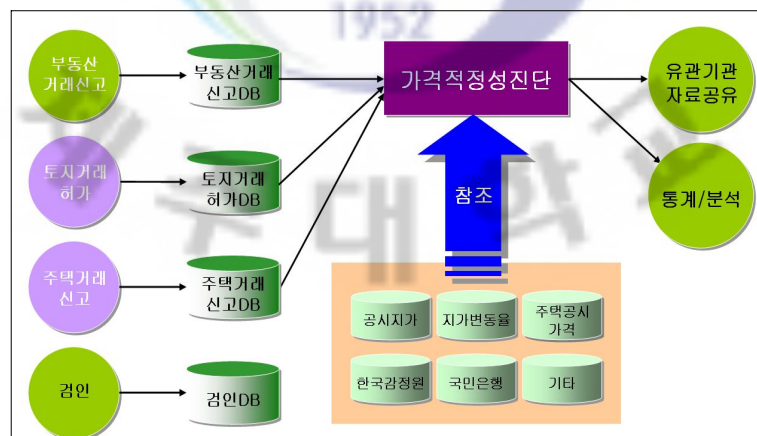 1952
부동산
거래신고
부동산거래
신고DB
가격적정성진단
유관기관
자료공유
토지거래
허가
토지거래
허가DB
참조
통계/분석
주택거래
신고
주택거래
신고DB
공시지가
지가변동율
주택공시
가격
검인
검인DB
한국감정원
국민은행
기타